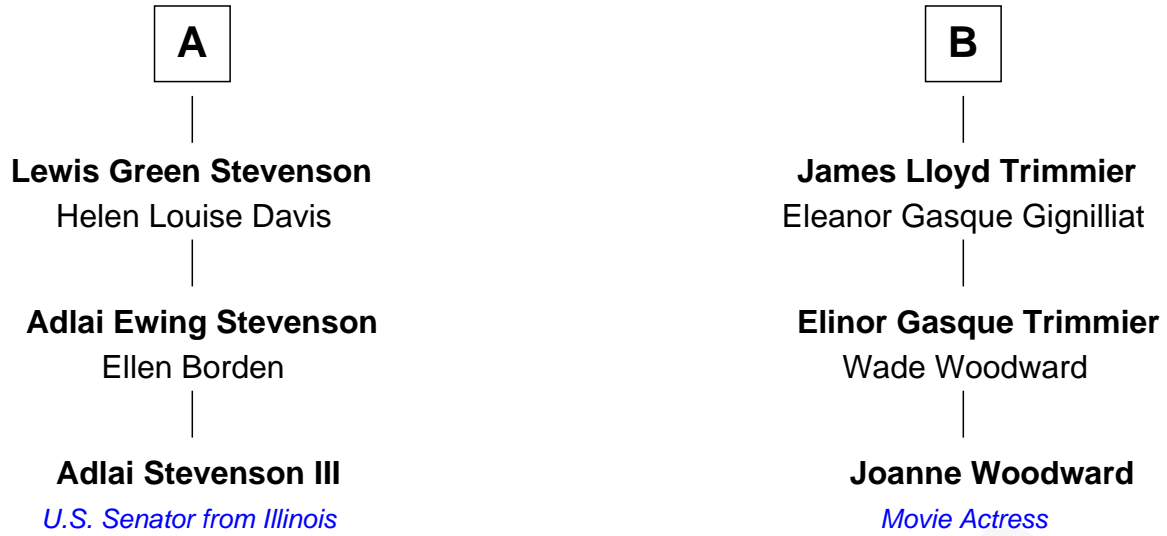 A
Lewis Green Stevenson
Helen Louise Davis
Adlai Ewing Stevenson
Ellen Borden
Adlai Stevenson III
U.S. Senator from Illinois
B
James Lloyd Trimmier
Eleanor Gasque Gignilliat
Elinor Gasque Trimmier
Wade Woodward
Joanne Woodward
Movie Actress